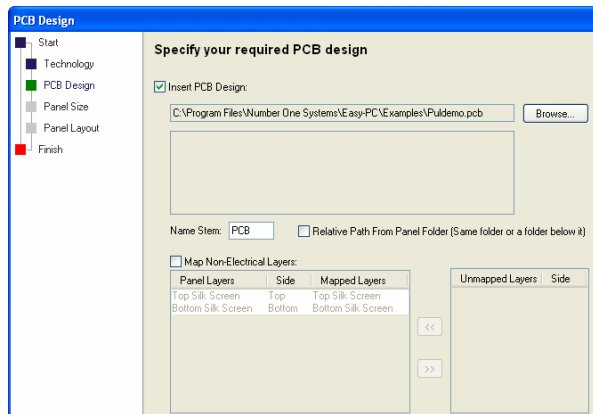 PCB Design
Start
Technology
PCB Design
Panel Size
Panel Layout
Finish
Specify your required PCB design
Insert PCB Design:
C:\Program Files\Number One Systems\Easy-PC\Examples\Puldemo.pcb
Browse...
Name Stem: PCB
Relative Path From Panel Folder (Same folder or a folder below it)
Map Non-Electrical Layers:
Panel Layers Side Mapped Layers
Top Silk Screen Top Top Silk Screen
Bottom Silk Screen Bottom Bottom Silk Screen
Unmapped Layers Side
<<
>>